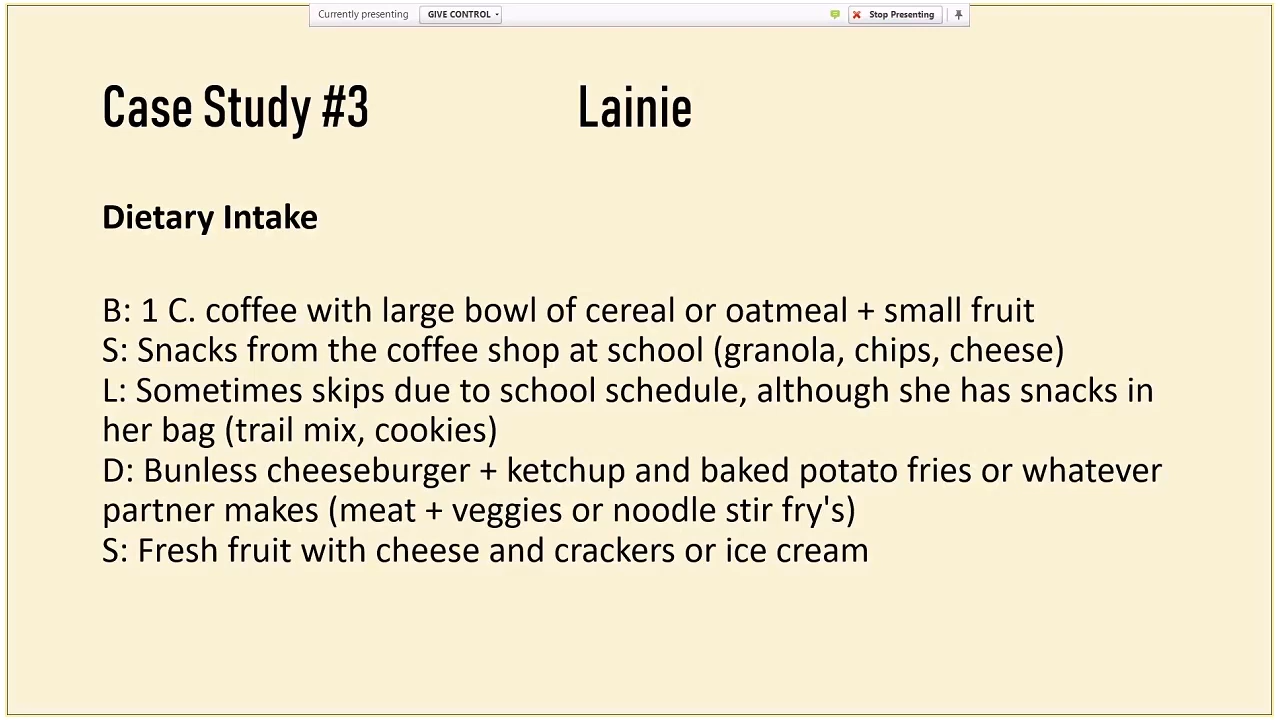 Currently presenting GIVE CONTROL Stop Presenting
Case Study #3 Lainie
Dietary Intake
B: 1 C. coffee with large bowl of cereal or oatmeal + small fruit
S: Snacks from the coffee shop at school (granola, chips, cheese)
L: Sometimes skips due to school schedule, although she has snacks in
her bag (trail mix, cookies)
D: Bunless cheeseburger + ketchup and baked potato fries or whatever
partner makes (meat + veggies or noodle stir fry's)
S: Fresh fruit with cheese and crackers or ice cream